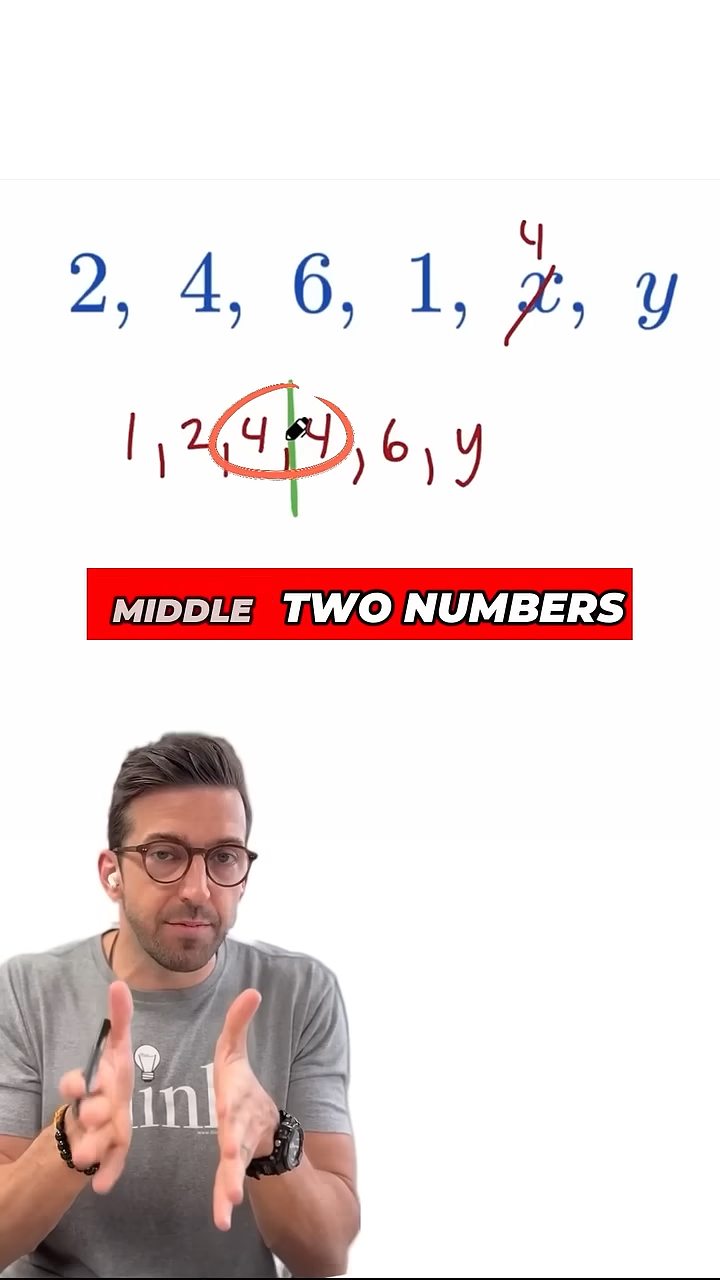 4
2, 4, 6, 1, x, y
1, 2, 4, 4, 6, y
MIDDLE TWO NUMBERS